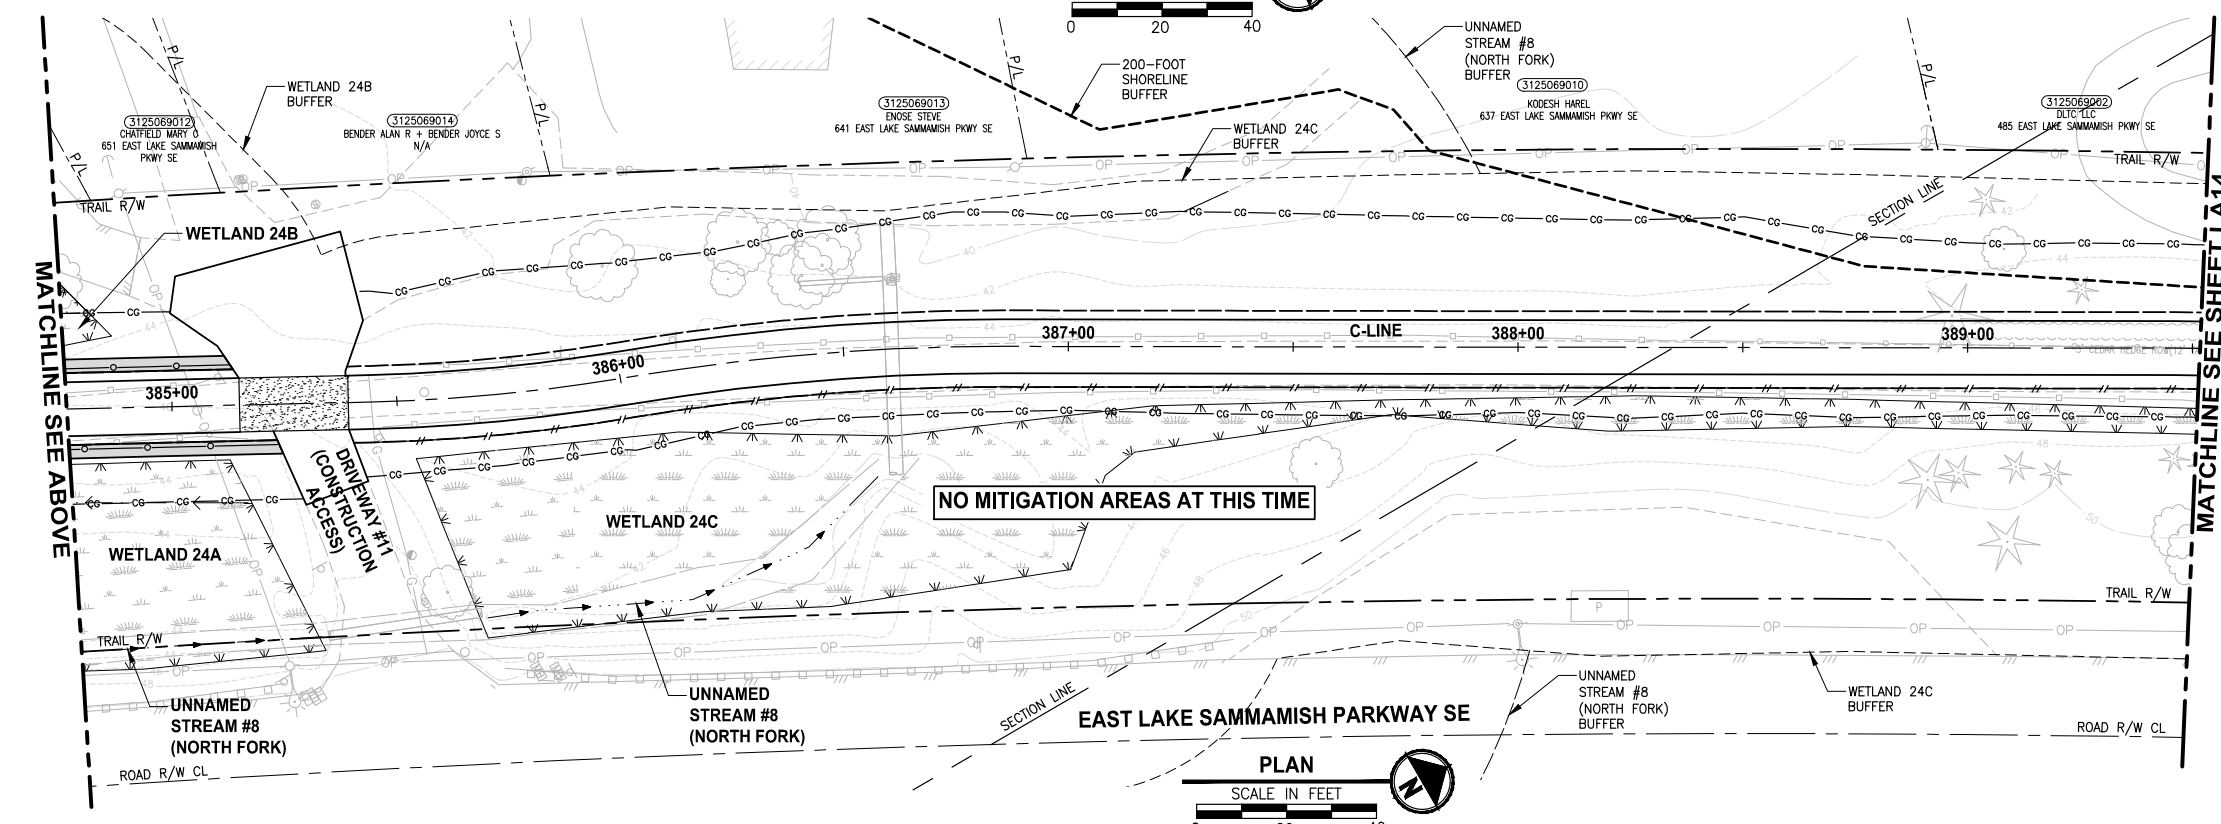 0 20 40
UNNAMED
STREAM #8
(NORTH FORK)
BUFFER
P/L
P/L
P/L
P/L
P/L
200-FOOT
SHORELINE
BUFFER
WETLAND 24B
BUFFER
3125069012
CHATFIELD MARY C
651 EAST LAKE SAMMAMISH
PKWY SE
3125069014
BENDER ALAN R + BENDER JOYCE S
N/A
3125069013
ENOSE STEVE
641 EAST LAKE SAMMAMISH PKWY SE
3125069010
KODESH HAREL
637 EAST LAKE SAMMAMISH PKWY SE
3125069002
DLTC LLC
485 EAST LAKE SAMMAMISH PKWY SE
WETLAND 24C
BUFFER
TRAIL R/W
TRAIL R/W
SECTION LINE
WETLAND 24B
MATCHLINE SEE ABOVE
MATCHLINE SEE SHEET LA14
385+00
386+00
387+00
C-LINE
388+00
389+00
DRIVEWAY #11
(CONSTRUCTION
ACCESS)
NO MITIGATION AREAS AT THIS TIME
WETLAND 24C
WETLAND 24A
TRAIL R/W
TRAIL R/W
P
UNNAMED
STREAM #8
(NORTH FORK)
UNNAMED
STREAM #8
(NORTH FORK)
SECTION LINE
EAST LAKE SAMMAMISH PARKWAY SE
UNNAMED
STREAM #8
(NORTH FORK)
BUFFER
WETLAND 24C
BUFFER
ROAD R/W CL
ROAD R/W CL
PLAN
N
SCALE IN FEET